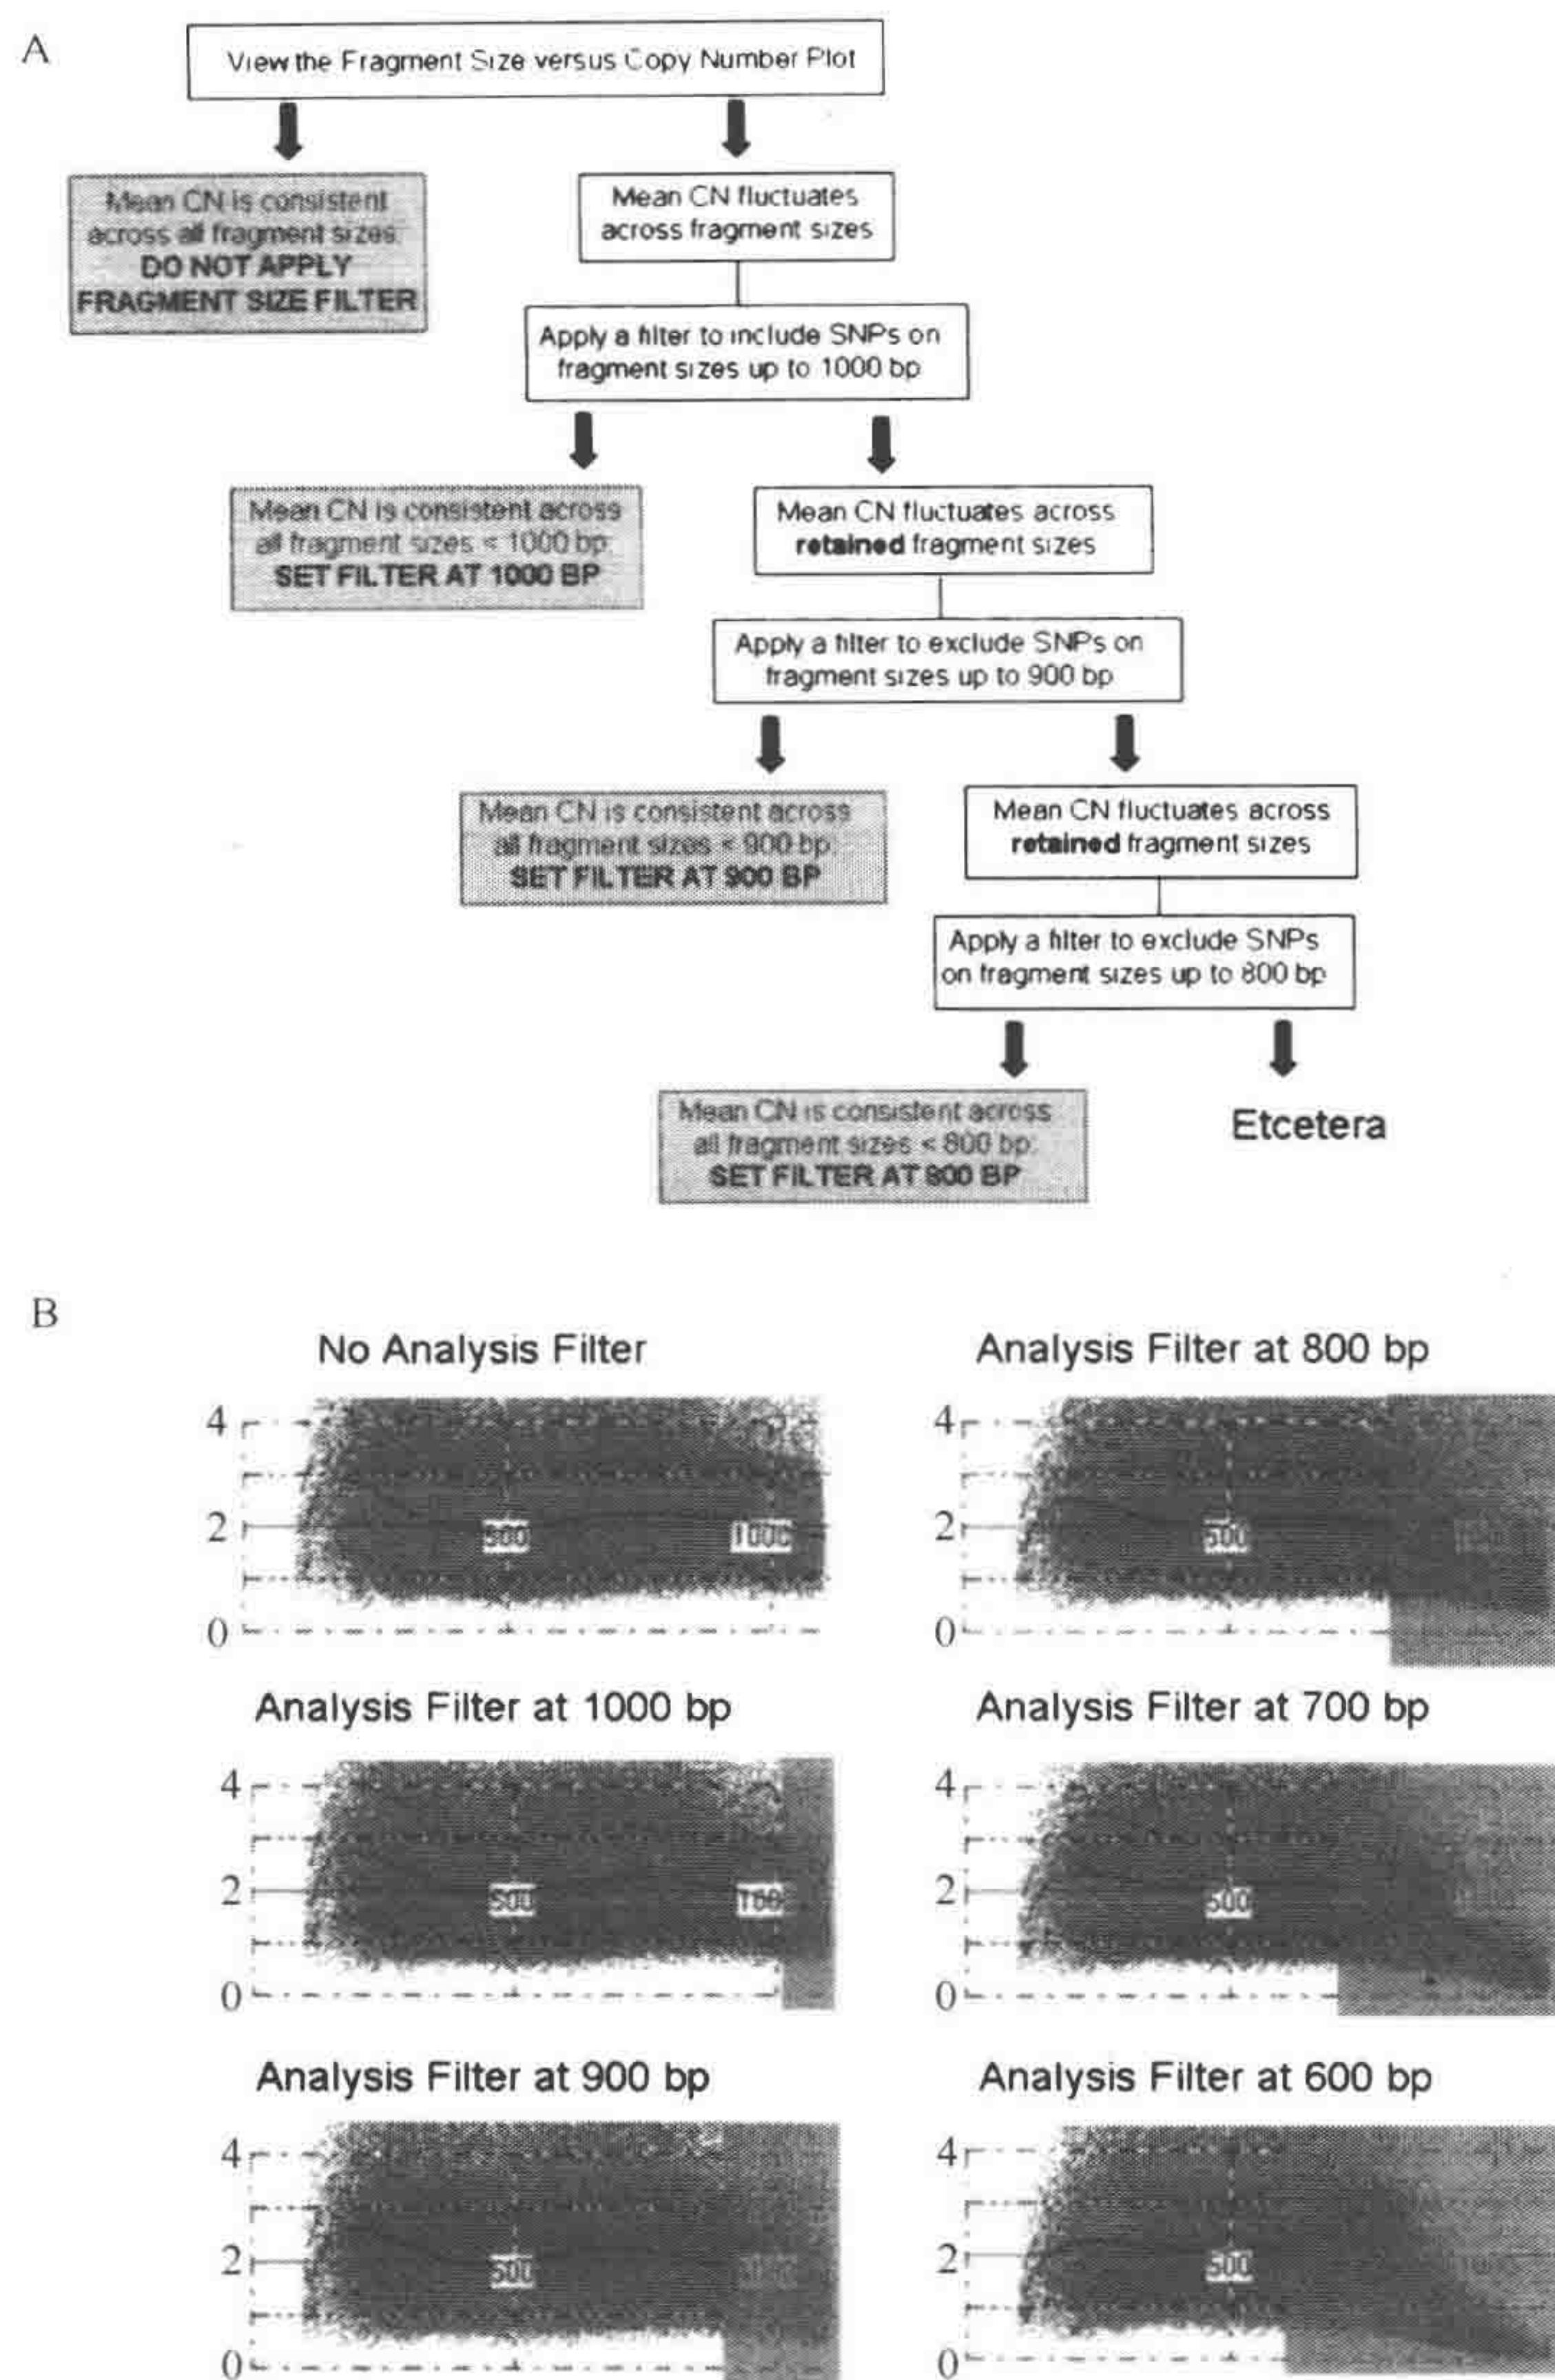 A
View the Fragment Size versus Copy Number Plot
Mean CN is consistent
across all fragment sizes:
DO NOT APPLY
FRAGMENT SIZE FILTER
Mean CN fluctuates
across fragment sizes
Apply a filter to include SNPs on
fragment sizes up to 1000 bp
Mean CN is consistent across
all fragment sizes < 1000 bp:
SET FILTER AT 1000 BP
Mean CN fluctuates across
retained fragment sizes
Apply a filter to exclude SNPs on
fragment sizes up to 900 bp
Mean CN is consistent across
all fragment sizes < 900 bp:
SET FILTER AT 900 BP
Mean CN fluctuates across
retained fragment sizes
Apply a filter to exclude SNPs
on fragment sizes up to 800 bp
Mean CN is consistent across
all fragment sizes < 800 bp:
SET FILTER AT 800 BP
Etcetera
B
No Analysis Filter
4
2
500
1000
0
Analysis Filter at 800 bp
4
2
500
0
Analysis Filter at 1000 bp
4
2
500
100
0
Analysis Filter at 700 bp
4
2
500
0
Analysis Filter at 900 bp
4
2
500
0
Analysis Filter at 600 bp
4
2
500
0